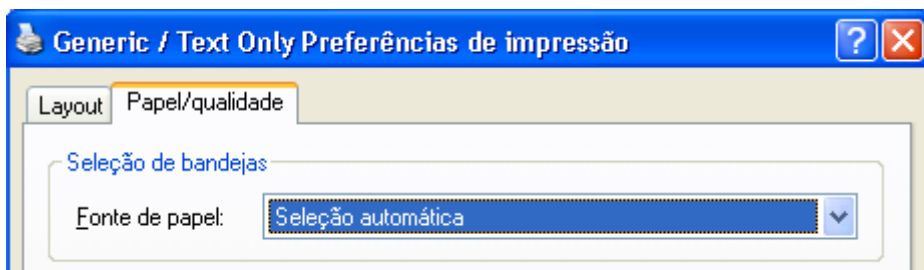 Generic / Text Only Preferências de impressão
Layout Papel/qualidade
Seleção de bandejas
Fonte de papel: Seleção automática